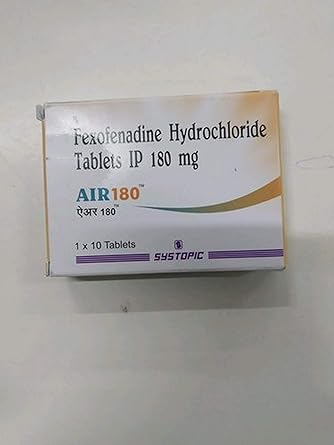 Fexofenadine Hydrochloride
Tablets IP 180 mg
AIR180™
ऐअर 180™
1 x 10 Tablets
SYSTOPIC